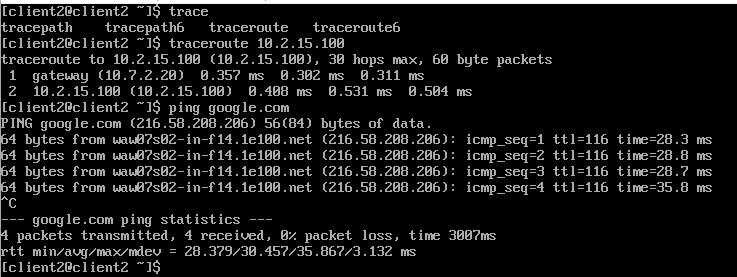 [client2@client2 ~]$ trace
tracepath tracepath6 traceroute traceroute6
[client2@client2 ~]$ traceroute 10.2.15.100
traceroute to 10.2.15.100 (10.2.15.100), 30 hops max, 60 byte packets
1 gateway (10.7.2.20) 0.357 ms 0.302 ms 0.311 ms
2 10.2.15.100 (10.2.15.100) 0.408 ms 0.531 ms 0.504 ms
[client2@client2 ~]$ ping google.com
PING google.com (216.58.208.206) 56(84) bytes of data.
64 bytes from waw07s02-in-f14.1e100.net (216.58.208.206): icmp_seq=1 ttl=116 time=28.3 ms
64 bytes from waw07s02-in-f14.1e100.net (216.58.208.206): icmp_seq=2 ttl=116 time=28.8 ms
64 bytes from waw07s02-in-f14.1e100.net (216.58.208.206): icmp_seq=3 ttl=116 time=28.7 ms
64 bytes from waw07s02-in-f14.1e100.net (216.58.208.206): icmp_seq=4 ttl=116 time=35.8 ms
^C
--- google.com ping statistics ---
4 packets transmitted, 4 received, 0% packet loss, time 3007ms
rtt min/avg/max/mdev = 28.379/30.457/35.867/3.132 ms
[client2@client2 ~]$